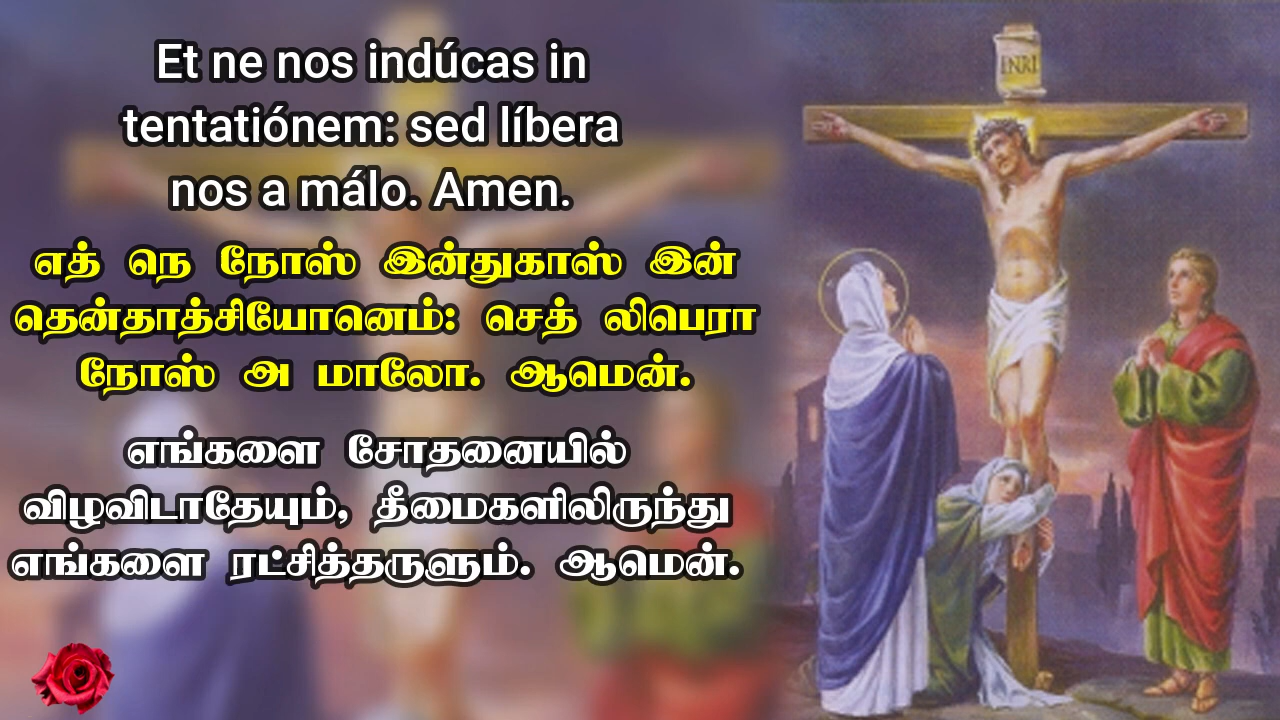 Et ne nos indúcas in
tentatiónem: sed líbera
nos a málo. Amen.
எத் நெ நோஸ் இன்துகாஸ் இன்
தென்தாத்சியோனெம்: செத் லிபெரா
நோஸ் அ மாலோ. ஆமென்.
எங்களை சோதனையில்
விழவிடாதேயும், தீமைகளிலிருந்து
எங்களை ரட்சித்தருளும். ஆமென்.
INRI